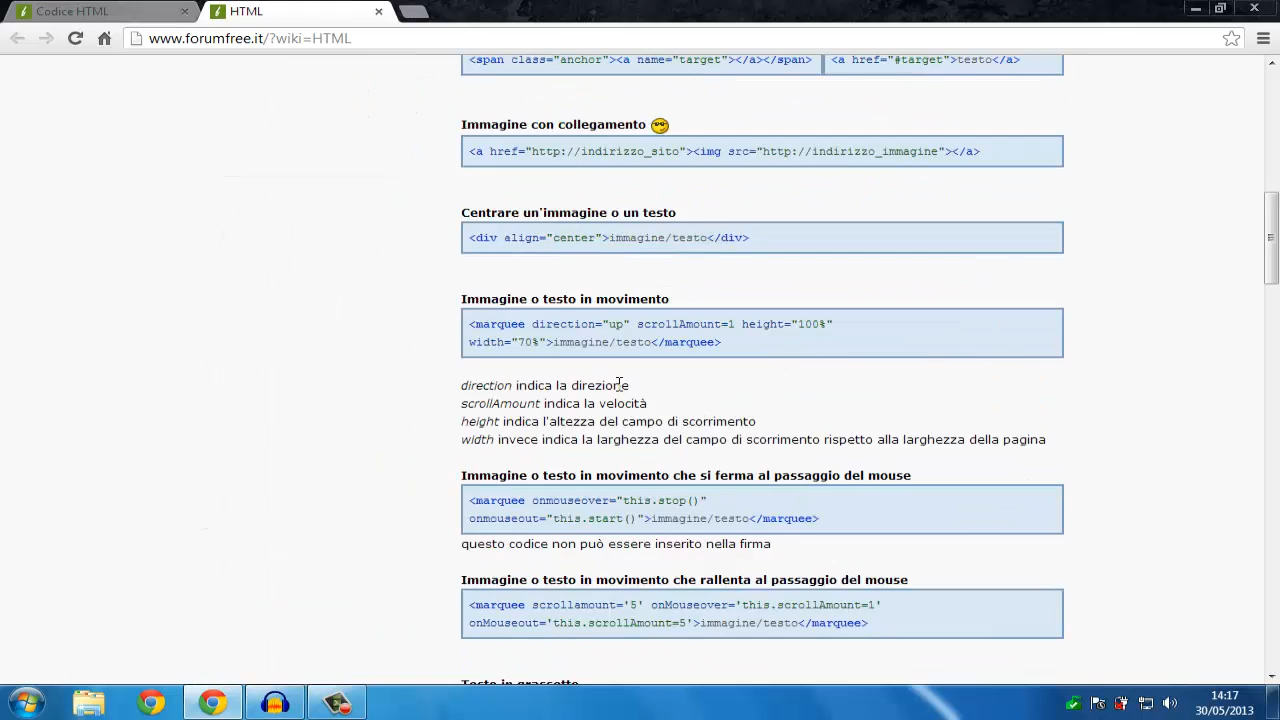 Codice HTML
HTML
www.forumfree.it/?wiki=HTML
<span class="anchor"><a name="target"></a></span> <a href="#target">testo</a>
Immagine con collegamento
<a href="http://indirizzo_sito"><img src="http://indirizzo_immagine"></a>
Centrare un'immagine o un testo
<div align="center">immagine/testo</div>
Immagine o testo in movimento
<marquee direction="up" scrollAmount=1 height="100%"
width="70%">immagine/testo</marquee>
direction indica la direzione
scrollAmount indica la velocità
height indica l'altezza del campo di scorrimento
width invece indica la larghezza del campo di scorrimento rispetto alla larghezza della pagina
Immagine o testo in movimento che si ferma al passaggio del mouse
<marquee onmouseover="this.stop()"
onmouseout="this.start()">immagine/testo</marquee>
questo codice non può essere inserito nella firma
Immagine o testo in movimento che rallenta al passaggio del mouse
<marquee scrollamount='5' onMouseover='this.scrollAmount=1'
onMouseout='this.scrollAmount=5'>immagine/testo</marquee>
Testo in grassetto
14:17
30/05/2013